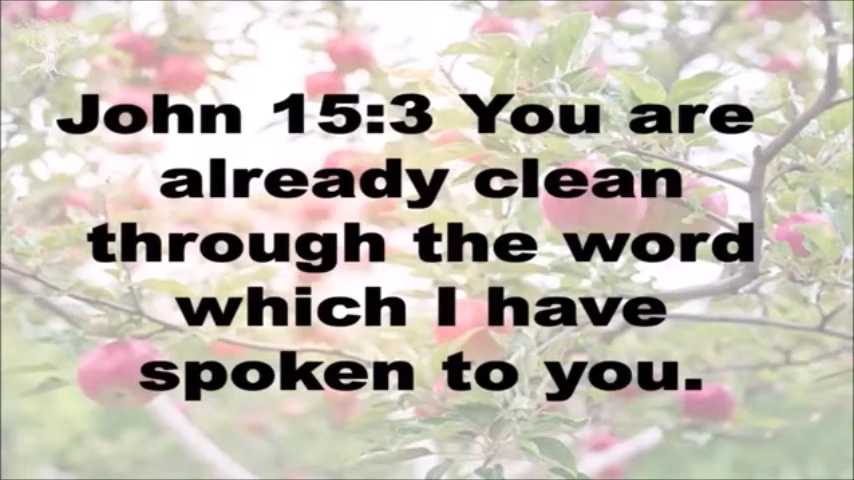 John 15:3 You are
already clean
through the word
which I have
spoken to you.